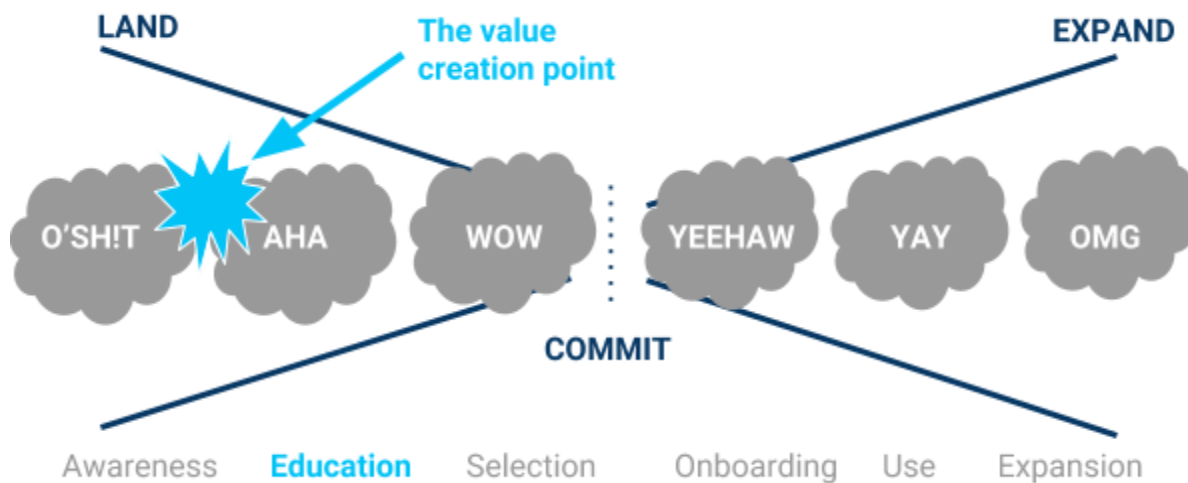 LAND
The value
creation point
EXPAND
O'SH!T
AHA
WOW
YEEHAW
YAY
OMG
COMMIT
Awareness
Education
Selection
Onboarding
Use
Expansion